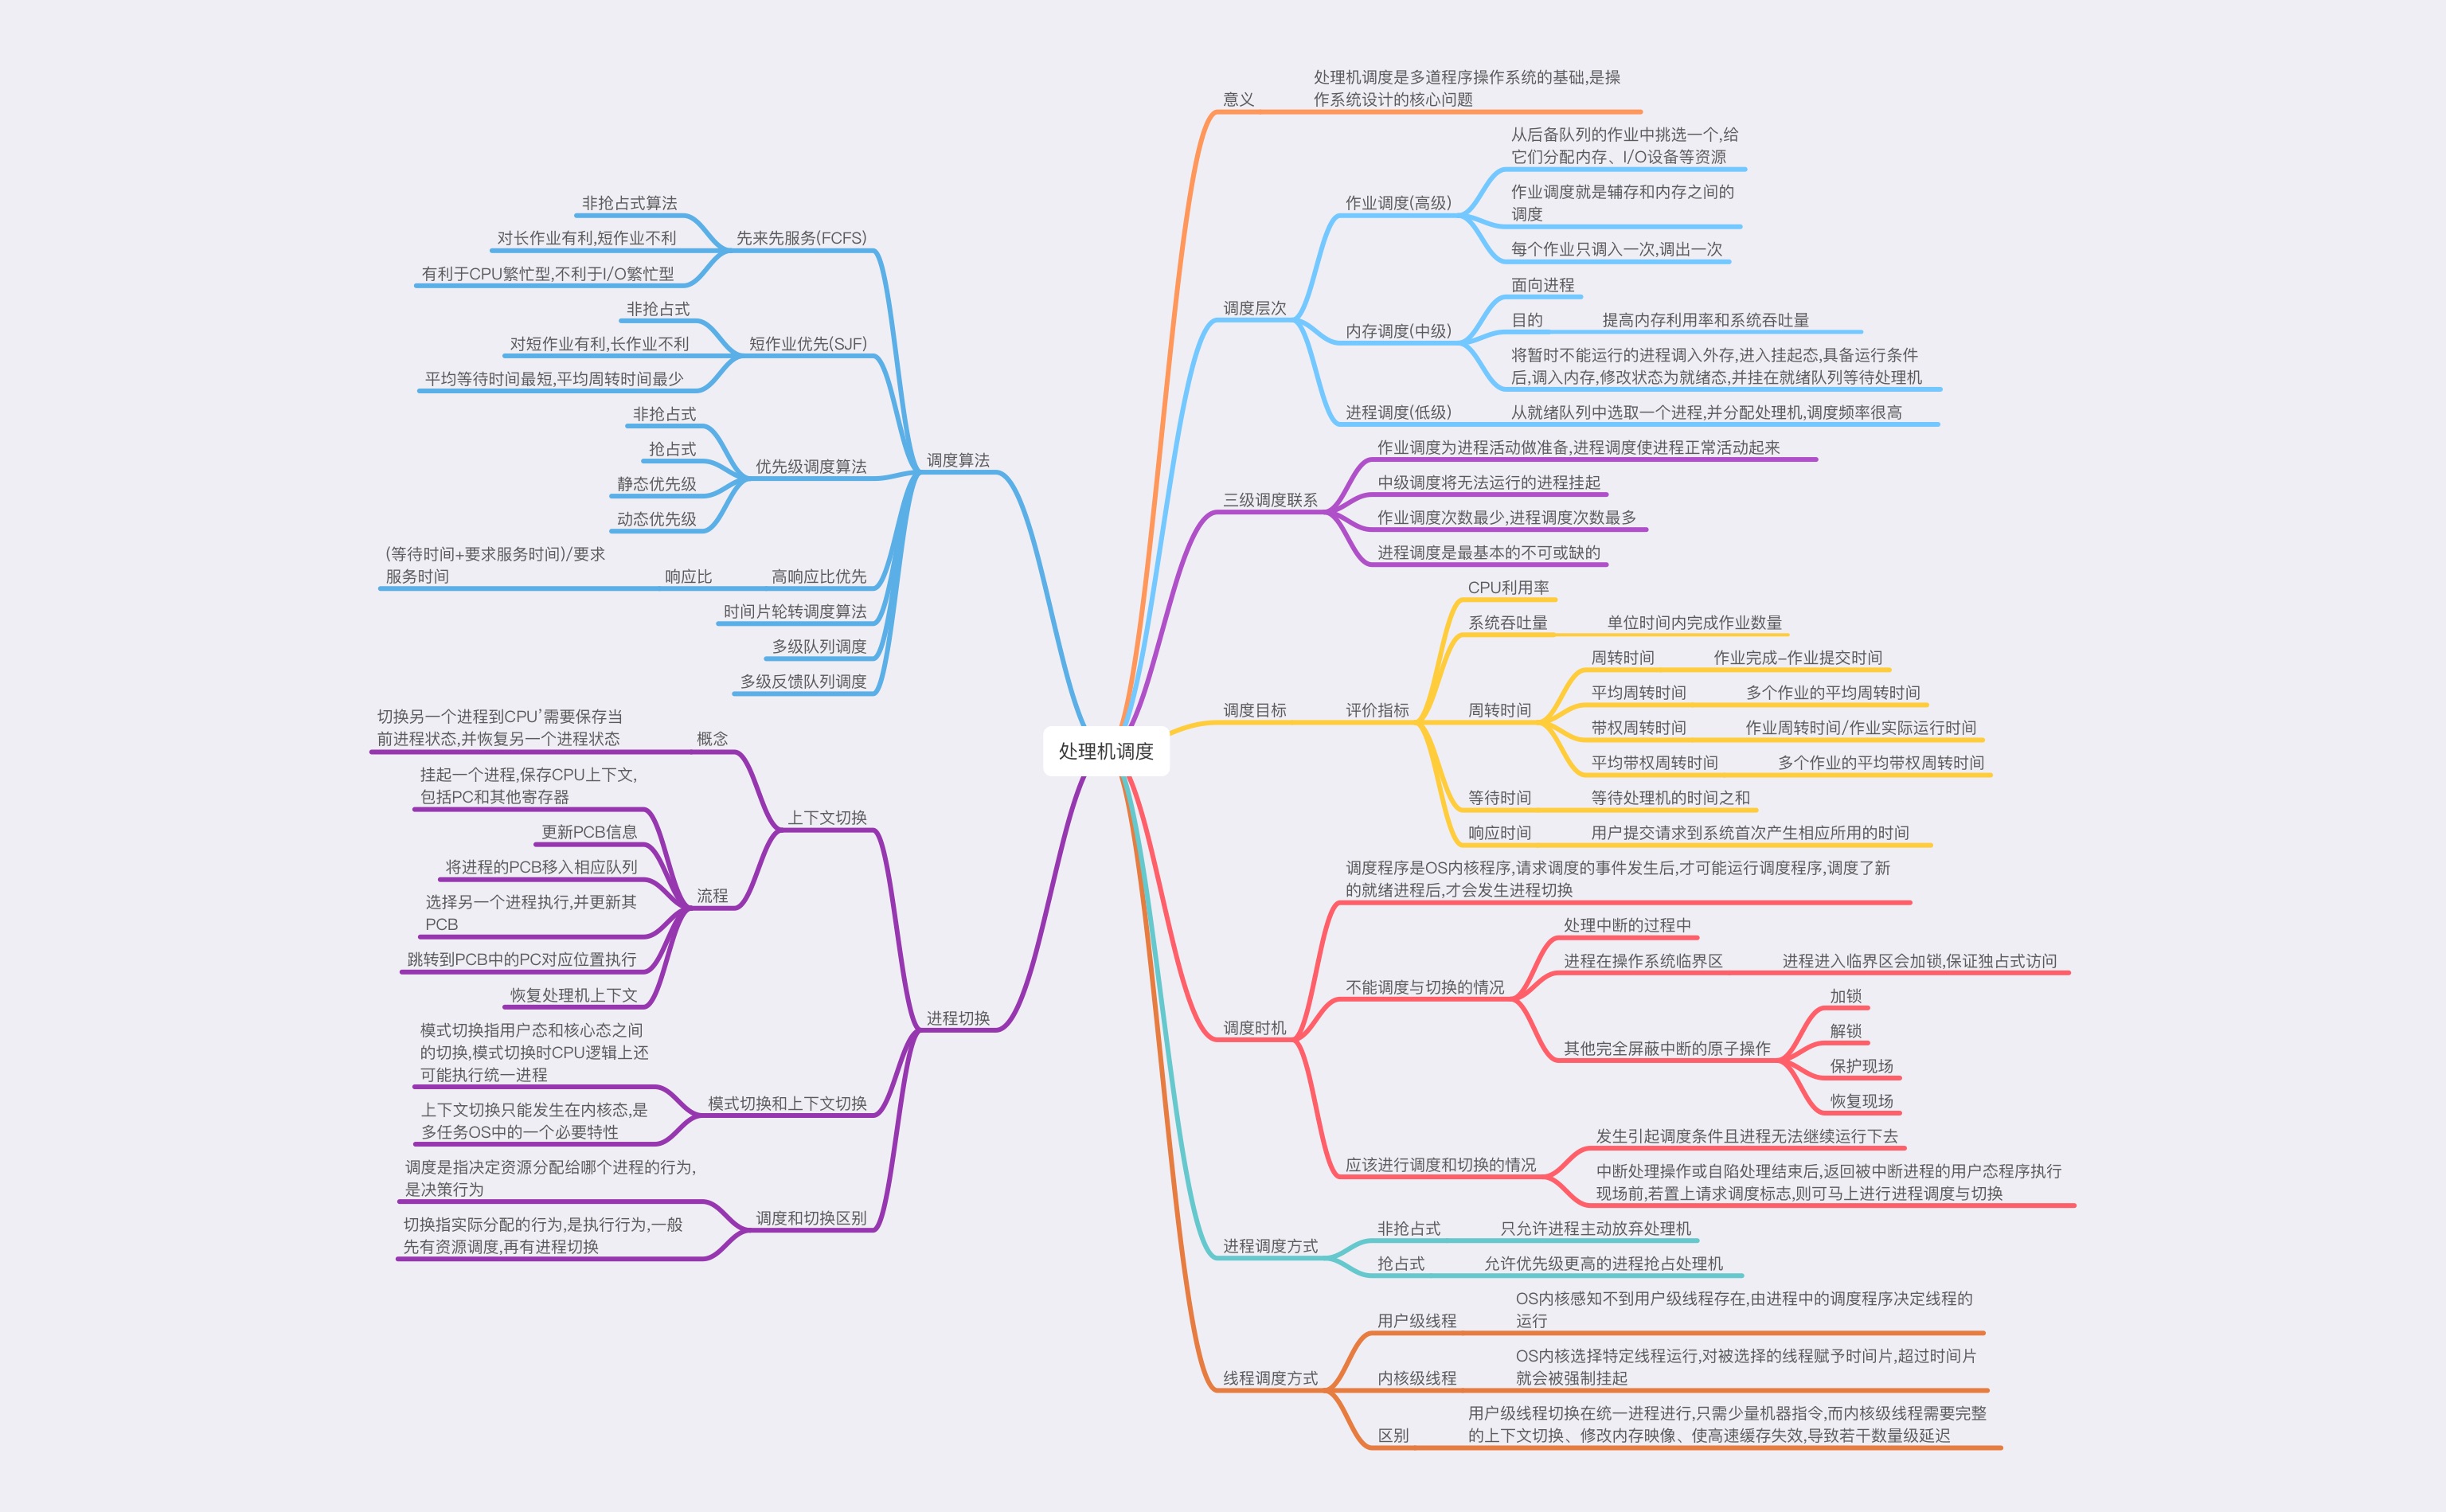 处理机调度
意义
处理机调度是多道程序操作系统的基础,是操
作系统设计的核心问题
调度层次
作业调度(高级)
从后备队列的作业中挑选一个,给
它们分配内存、I/O设备等资源
作业调度就是辅存和内存之间的
调度
每个作业只调入一次,调出一次
内存调度(中级)
面向进程
目的
提高内存利用率和系统吞吐量
将暂时不能运行的进程调入外存,进入挂起态,具备运行条件
后,调入内存,修改状态为就绪态,并挂在就绪队列等待处理机
进程调度(低级)
从就绪队列中选取一个进程,并分配处理机,调度频率很高
三级调度联系
作业调度为进程活动做准备,进程调度使进程正常活动起来
中级调度将无法运行的进程挂起
作业调度次数最少,进程调度次数最多
进程调度是最基本的不可或缺的
调度目标
评价指标
CPU利用率
系统吞吐量
单位时间内完成作业数量
周转时间
周转时间
作业完成-作业提交时间
平均周转时间
多个作业的平均周转时间
带权周转时间
作业周转时间/作业实际运行时间
平均带权周转时间
多个作业的平均带权周转时间
等待时间
等待处理机的时间之和
响应时间
用户提交请求到系统首次产生相应所用的时间
调度时机
调度程序是OS内核程序,请求调度的事件发生后,才可能运行调度程序,调度了新
的就绪进程后,才会发生进程切换
不能调度与切换的情况
处理中断的过程中
进程在操作系统临界区
进程进入临界区会加锁,保证独占式访问
其他完全屏蔽中断的原子操作
加锁
解锁
保护现场
恢复现场
应该进行调度和切换的情况
发生引起调度条件且进程无法继续运行下去
中断处理操作或自陷处理结束后,返回被中断进程的用户态程序执行
现场前,若置上请求调度标志,则可马上进行进程调度与切换
进程调度方式
非抢占式
只允许进程主动放弃处理机
抢占式
允许优先级更高的进程抢占处理机
线程调度方式
用户级线程
OS内核感知不到用户级线程存在,由进程中的调度程序决定线程的
运行
内核级线程
OS内核选择特定线程运行,对被选择的线程赋予时间片,超过时间片
就会被强制挂起
区别
用户级线程切换在统一进程进行,只需少量机器指令,而内核级线程需要完整
的上下文切换、修改内存映像、使高速缓存失效,导致若干数量级延迟
调度算法
先来先服务(FCFS)
非抢占式算法
对长作业有利,短作业不利
有利于CPU繁忙型,不利于I/O繁忙型
短作业优先(SJF)
非抢占式
对短作业有利,长作业不利
平均等待时间最短,平均周转时间最少
优先级调度算法
非抢占式
抢占式
静态优先级
动态优先级
高响应比优先
响应比
(等待时间+要求服务时间)/要求
服务时间
时间片轮转调度算法
多级队列调度
多级反馈队列调度
进程切换
上下文切换
概念
切换另一个进程到CPU'需要保存当
前进程状态,并恢复另一个进程状态
流程
挂起一个进程,保存CPU上下文,
包括PC和其他寄存器
更新PCB信息
将进程的PCB移入相应队列
选择另一个进程执行,并更新其
PCB
跳转到PCB中的PC对应位置执行
恢复处理机上下文
模式切换和上下文切换
模式切换指用户态和核心态之间
的切换,模式切换时CPU逻辑上还
可能执行统一进程
上下文切换只能发生在内核态,是
多任务OS中的一个必要特性
调度和切换区别
调度是指决定资源分配给哪个进程的行为,
是决策行为
切换指实际分配的行为,是执行行为,一般
先有资源调度,再有进程切换